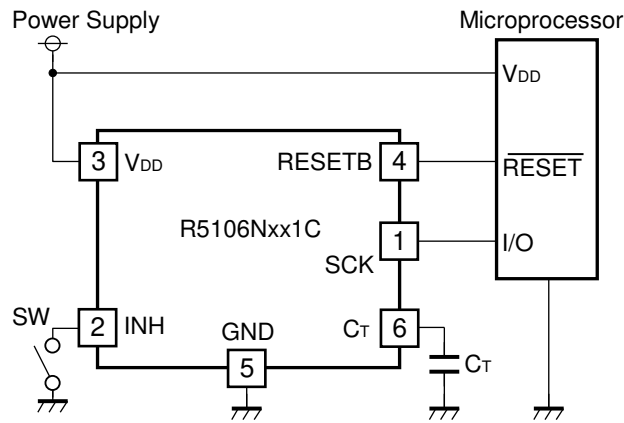 Power Supply
Microprocessor
VDD
3
VDD
RESETB
4
RESET
R5106Nxx1C
1
I/O
SCK
SW
2
INH
GND
CT
6
5
CT